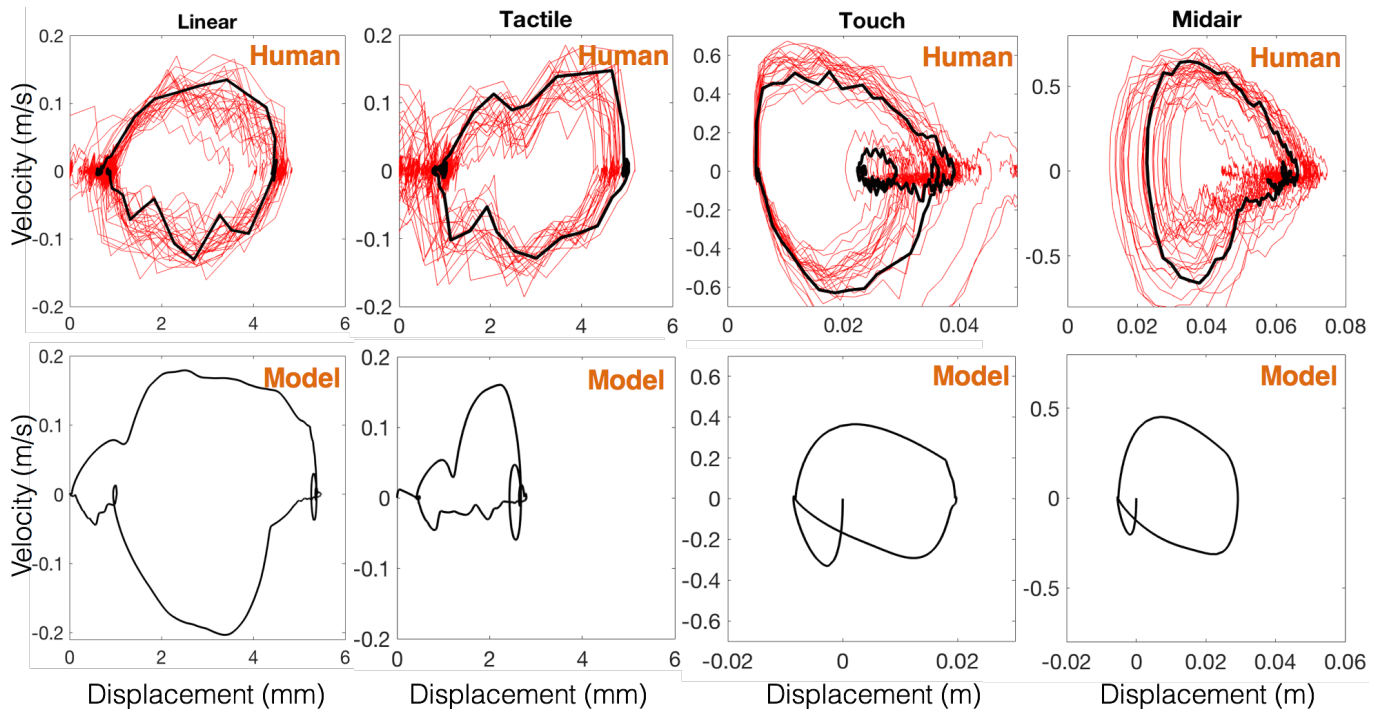 Linear Tactile Touch Midair
Human Human Human Human
Velocity (m/s)
0.2 0.1 0 -0.1 -0.2
0 2 4 6
0.2 0.1 0 -0.1 -0.2
0 2 4 6
0.6 0.4 0.2 0 -0.2 -0.4 -0.6
0 0.02 0.04
0.5 0 -0.5
0 0.02 0.04 0.06 0.08
Model Model Model Model
Velocity (m/s)
0.2 0.1 0 -0.1 -0.2
0 2 4 6
0.2 0.1 0 -0.1 -0.2
0 2 4 6
0.6 0.4 0.2 0 -0.2 -0.4 -0.6
-0.02 0 0.02
0.5 0 -0.5
-0.02 0 0.02 0.04 0.06
Displacement (mm) Displacement (mm) Displacement (m) Displacement (m)